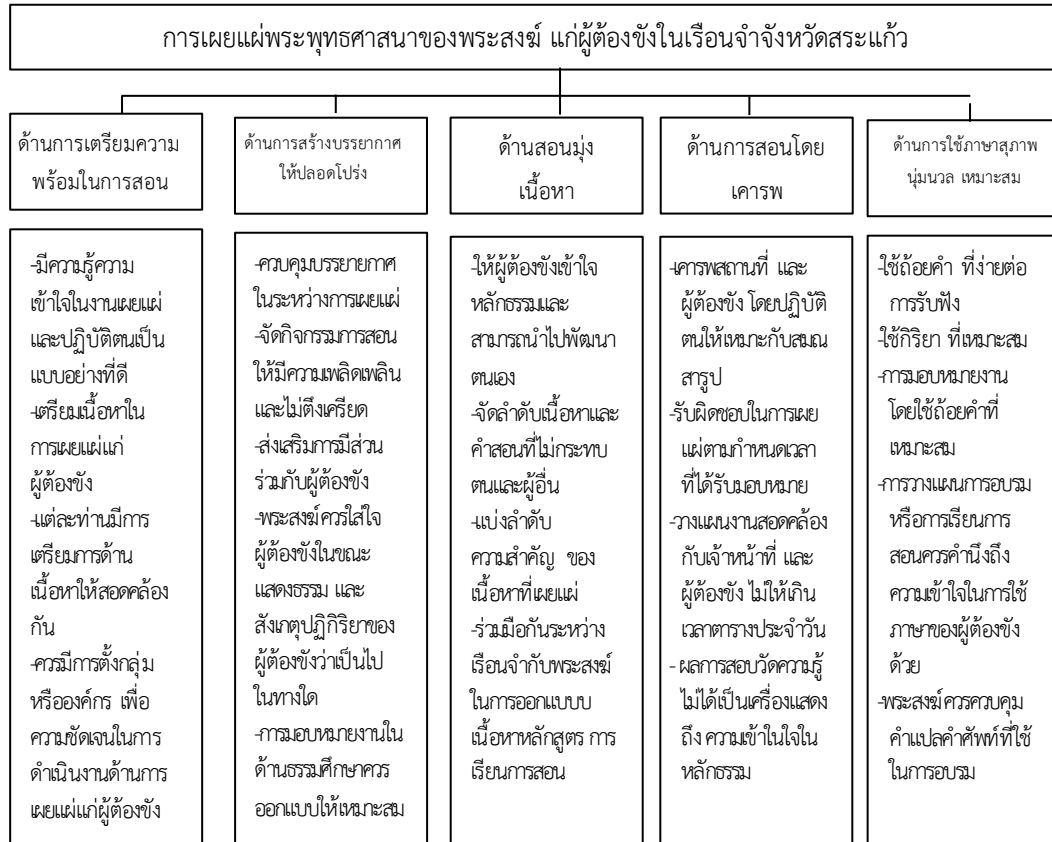 การเผยแผ่พระพุทธศาสนาของพระสงฆ์ แก่ผู้ต้องขังในเรือนจำจังหวัดสระแก้ว
ด้านการเตรียมความ
พร้อมในการสอน
ด้านการสร้างบรรยากาศ
ให้ปลอดโปร่ง
ด้านสอนมุ่ง
เนื้อหา
ด้านการสอนโดย
เคารพ
ด้านการใช้ภาษาสุภาพ
นุ่มนวล เหมาะสม
-มีความรู้ความ
เข้าใจในงานเผยแผ่
และปฏิบัติตนเป็น
แบบอย่างที่ดี
-เตรียมเนื้อหาใน
การเผยแผ่แก่
ผู้ต้องขัง
-แต่ละท่านมีการ
เตรียมการด้าน
เนื้อหาให้สอดคล้อง
กัน
-ควรมีการตั้งกลุ่ม
หรือองค์กร เพื่อ
ความชัดเจนในการ
ดำเนินงานด้านการ
เผยแผ่แก่ผู้ต้องขัง
-ควบคุมบรรยายกาศ
ในระหว่างการเผยแผ่
-จัดกิจกรรมการสอน
ให้มีความเพลิดเพลิน
และไม่ตึงเครียด
-ส่งเสริมการมีส่วน
ร่วมกับผู้ต้องขัง
-พระสงฆ์ควรใส่ใจ
ผู้ต้องขังในขณะ
แสดงธรรม และ
สังเกตุปฏิกิริยาของ
ผู้ต้องขังว่าเป็นไป
ในทางใด
-การมอบหมายงานใน
ด้านธรรมศึกษาควร
ออกแบบให้เหมาะสม
-ให้ผู้ต้องขังเข้าใจ
หลักธรรมและ
สามารถนำไปพัฒนา
ตนเอง
-จัดลำดับเนื้อหาและ
คำสอนที่ไม่กระทบ
ตนและผู้อื่น
-แบ่งลำดับ
ความสำคัญ ของ
เนื้อหาที่เผยแผ่
-ร่วมมือกันระหว่าง
เรือนจำกับพระสงฆ์
ในการออกแบบบ
เนื้อหาหลักสูตร การ
เรียนการสอน
-เคารพสถานที่ และ
ผู้ต้องขัง โดยปฏิบัติ
ตนให้เหมาะกับสมณ
สารูป
-รับผิดชอบในการเผย
แผ่ตามกำหนดเวลา
ที่ได้รับมอบหมาย
-วางแผนงานสอดคล้อง
กับเจ้าหน้าที่ และ
ผู้ต้องขัง ไม่ให้เกิน
เวลาตารางประจำวัน
- ผลการสอบวัดความรู้
ไม่ได้เป็นเครื่องแสดง
ถึง ความเข้าในใจใน
หลักธรรม
-ใช้ถ้อยคำ ที่ง่ายต่อ
การรับฟัง
-ใช้กิริยา ที่เหมาะสม
-การมอบหมายงาน
โดยใช้ถ้อยคำที่
เหมาะสม
-การวางแผนการอบรม
หรือการเรียนการ
สอนควรคำนึงถึง
ความเข้าใจในการใช้
ภาษาของผู้ต้องขัง
ด้วย
-พระสงฆ์ควรควบคุม
คำแปลคำศัพท์ที่ใช้
ในการอบรม